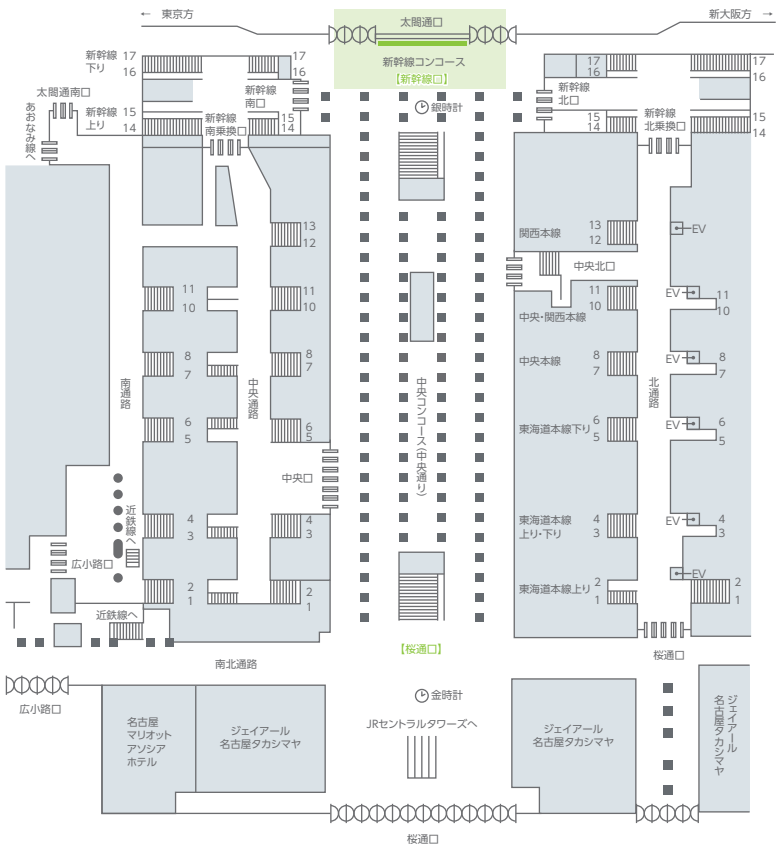 ← 東京方
太閤通口
新大阪方 →
新幹線
下り
17
16
17
16
新幹線コンコース
【新幹線口】
17
16
17
16
太閤通南口
新幹線
南口
新幹線
北口
あおなみ線へ
新幹線
上り
15
14
新幹線
南乗換口
15
14
銀時計
15
14
新幹線
北乗換口
15
14
13
12
関西本線
13
12
EV
中央北口
11
10
11
10
11
10
中央・関西本線
EV
11
10
8
7
8
7
中央本線
8
7
EV
8
7
南通路
中央通路
中央コンコース(中央通り)
北通路
6
5
6
5
東海道本線下り
6
5
EV
6
5
中央口
近鉄線へ
4
3
4
3
東海道本線
上り・下り
4
3
EV
4
3
広小路口
2
1
2
1
東海道本線上り
2
1
EV
2
1
近鉄線へ
【桜通口】
南北通路
桜通口
広小路口
金時計
名古屋
マリオット
アソシア
ホテル
ジェイアール
名古屋タカシマヤ
JRセントラルタワーズへ
ジェイアール
名古屋タカシマヤ
ジェイアール
名古屋タカシマヤ
桜通口